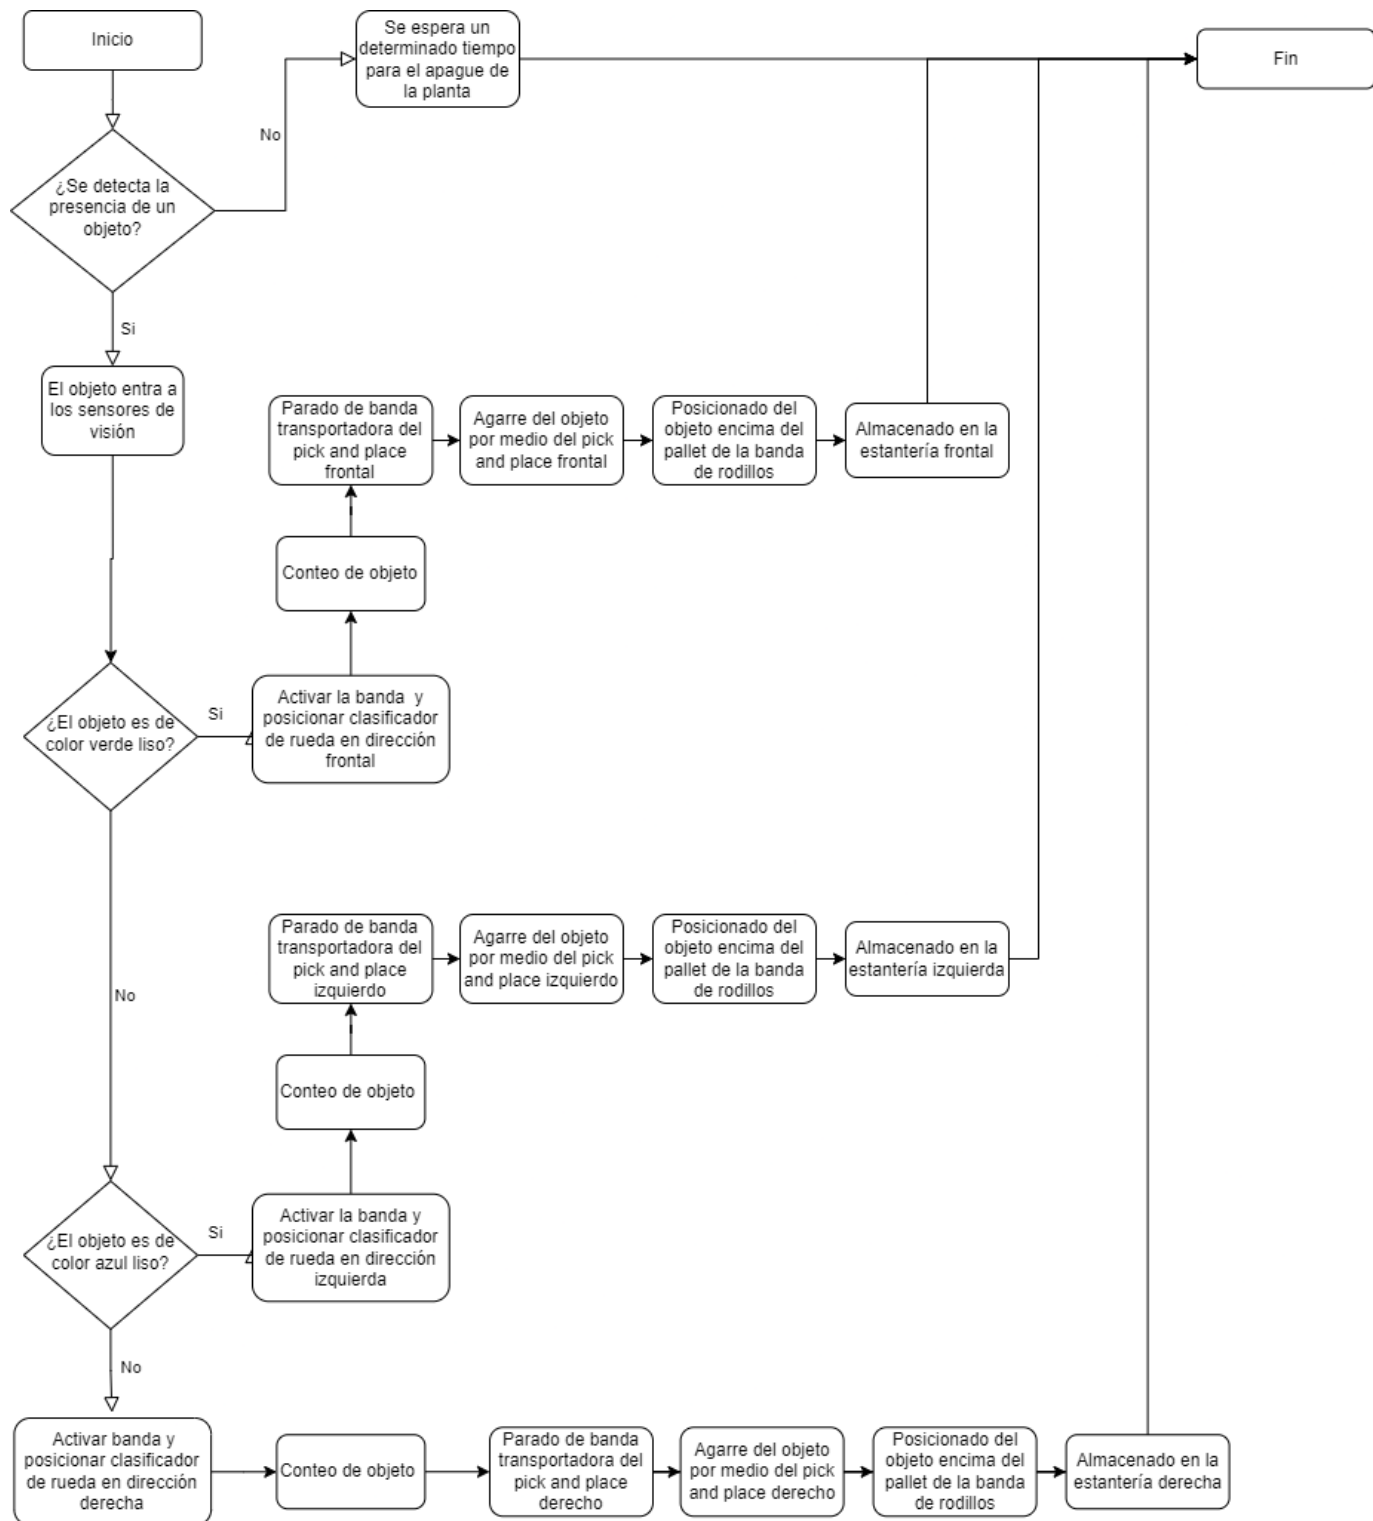 Inicio
Se espera un
determinado tiempo
para el apague de
la planta
Fin
No
¿Se detecta la
presencia de un
objeto?
Si
El objeto entra a
los sensores de
visión
Parado de banda
transportadora del
pick and place
frontal
Agarre del objeto
por medio del pick
and place frontal
Posicionado del
objeto encima del
pallet de la banda
de rodillos
Almacenado en la
estantería frontal
Conteo de objeto
¿El objeto es de
color verde liso?
Si
Activar la banda y
posicionar clasificador
de rueda en dirección
frontal
Parado de banda
transportadora del
pick and place
izquierdo
Agarre del objeto
por medio del pick
and place izquierdo
Posicionado del
objeto encima del
pallet de la banda
de rodillos
Almacenado en la
estantería izquierda
No
Conteo de objeto
¿El objeto es de
color azul liso?
Si
Activar la banda y
posicionar clasificador
de rueda en dirección
izquierda
No
Activar banda y
posicionar clasificador
de rueda en dirección
derecha
Conteo de objeto
Parado de banda
transportadora del
pick and place
derecho
Agarre del objeto
por medio del pick
and place derecho
Posicionado del
objeto encima del
pallet de la banda
de rodillos
Almacenado en la
estantería derecha